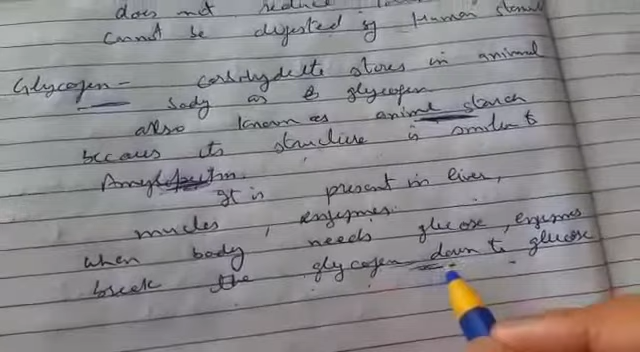 does not reduce
cannot be digested by Human
Glycogen - carbohydrate stores in animal
body as glycogen
also known as animal starch
because its structure is similar to
It is present in liver,
muscles, enzymes.
when body needs glucose, enzymes
break the glycogen down to glucose